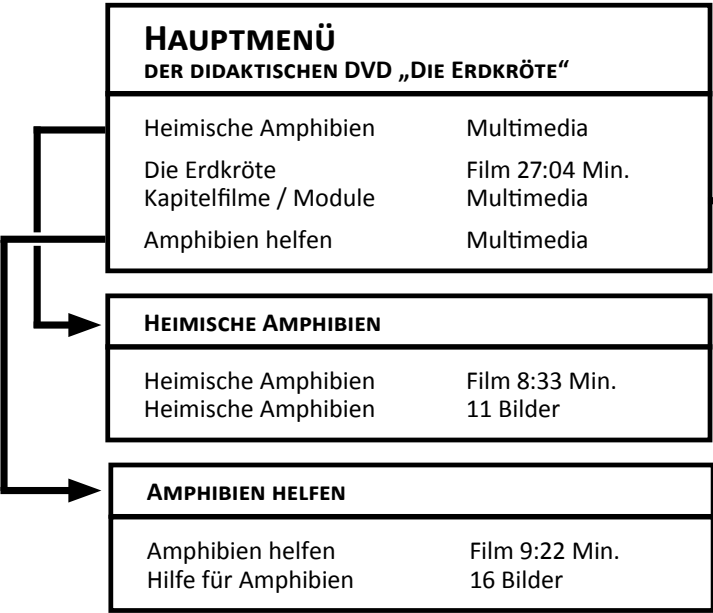 HAUPTMENÜ
DER DIDAKTISCHEN DVD „DIE ERDKRÖTE“
Heimische Amphibien Multimedia
Die Erdkröte Film 27:04 Min.
Kapitelfilme / Module Multimedia
Amphibien helfen Multimedia
HEIMISCHE AMPHIBIEN
Heimische Amphibien Film 8:33 Min.
Heimische Amphibien 11 Bilder
AMPHIBIEN HELFEN
Amphibien helfen Film 9:22 Min.
Hilfe für Amphibien 16 Bilder